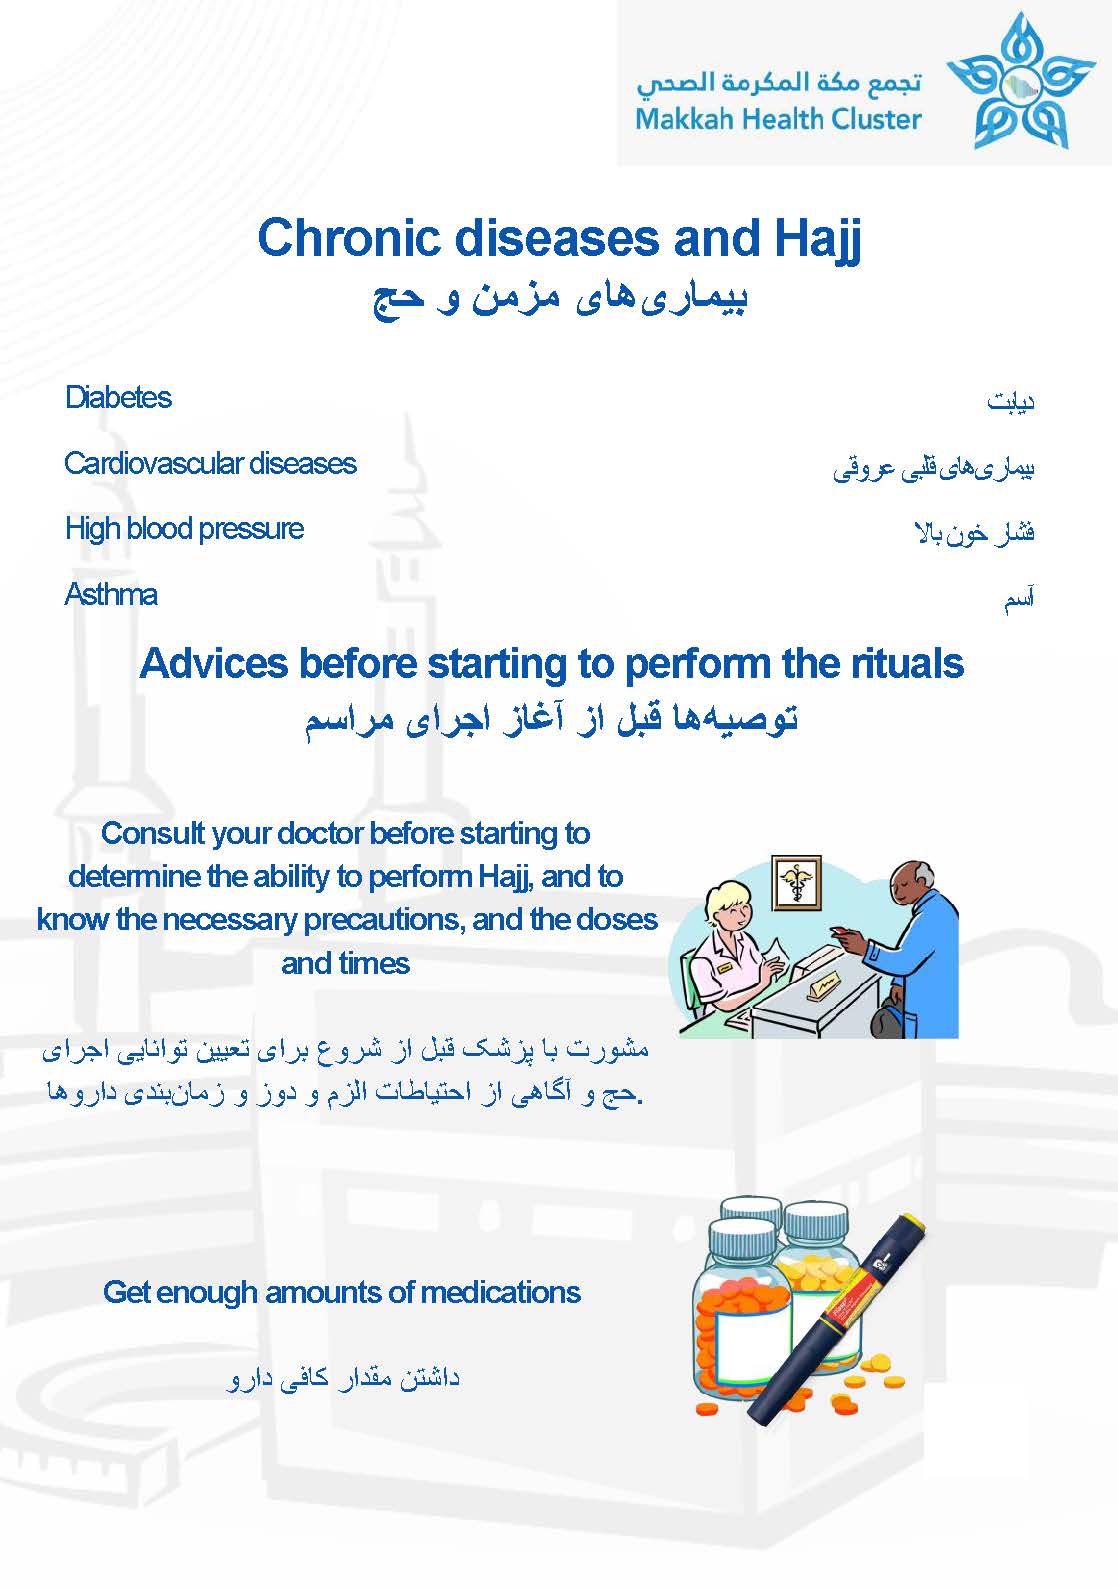 تجمع مكة المكرمة الصحي
Makkah Health Cluster
Chronic diseases and Hajj
بیماری‌های مزمن و حج
Diabetes
دیابت
Cardiovascular diseases
بیماری‌های قلبی عروقی
High blood pressure
فشار خون بالا
Asthma
آسم
Advices before starting to perform the rituals
توصیه‌ها قبل از آغاز اجرای مراسم
Consult your doctor before starting to
determine the ability to perform Hajj, and to
know the necessary precautions, and the doses
and times
مشورت با پزشک قبل از شروع برای تعیین توانایی اجرای
حج و آگاهی از احتیاطات الزم و دوز و زمان‌بندی داروها.
Get enough amounts of medications
داشتن مقدار کافی دارو